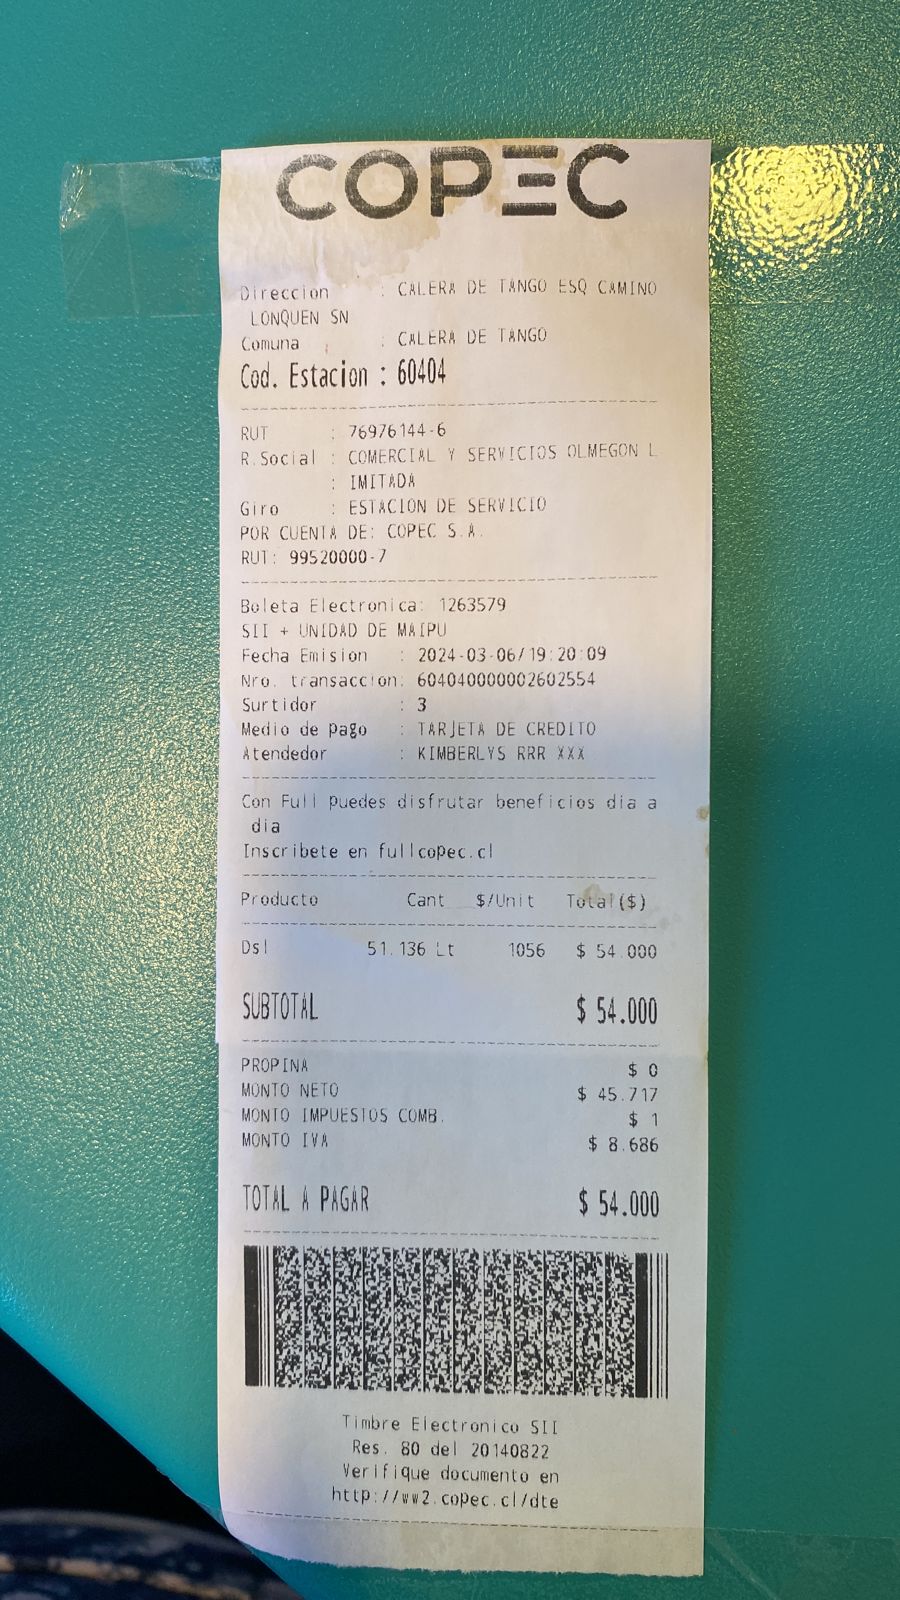 COPEC
Direccion : CALERA DE TANGO ESQ CAMINO
LONQUEN SN
Comuna : CALERA DE TANGO
Cod. Estacion : 60404
RUT : 76976144-6
R.Social : COMERCIAL Y SERVICIOS OLMEGON L
: IMITADA
Giro : ESTACION DE SERVICIO
POR CUENTA DE: COPEC S.A.
RUT: 99520000-7
Boleta Electronica: 1263579
SII + UNIDAD DE MAIPU
Fecha Emision : 2024-03-06/19:20:09
Nro. transaccion: 604040000002602554
Surtidor : 3
Medio de pago : TARJETA DE CREDITO
Atendedor : KIMBERLYS RRR XXX
Con Full puedes disfrutar beneficios dia a
dia
Inscribete en fullcopec.cl
Producto Cant $/Unit Total($)
Dsl 51.136 Lt 1056 $ 54.000
SUBTOTAL $ 54.000
PROPINA $ 0
MONTO NETO $ 45.717
MONTO IMPUESTOS COMB. $ 1
MONTO IVA $ 8.686
TOTAL A PAGAR $ 54.000
Timbre Electronico SII
Res. 80 del 20140822
Verifique documento en
http://ww2.copec.cl/dte